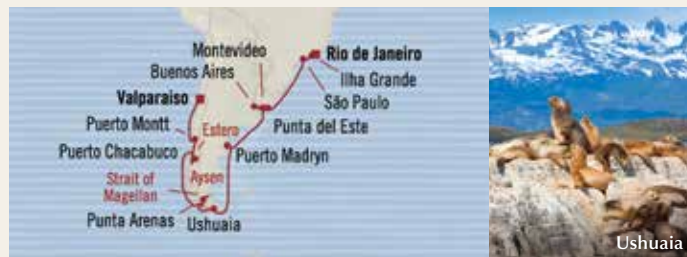 Montevideo
Buenos Aires
Rio de Janeiro
Ilha Grande
São Paulo
Punta del Este
Valparaiso
Puerto Montt
Estero
Puerto Chacabuco
Puerto Madryn
Aysen
Strait of
Magellan
Punta Arenas
Ushuaia
Ushuaia